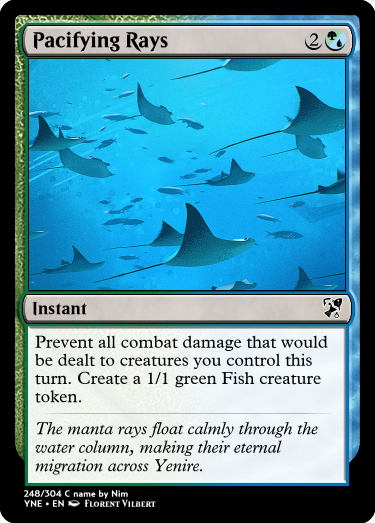 Pacifying Rays 2
Instant
Prevent all combat damage that would
be dealt to creatures you control this
turn. Create a 1/1 green Fish creature
token.
The manta rays float calmly through the
water column, making their eternal
migration across Yenire.
248/304 C name by Nim
YNE • EN Florent Vilbert